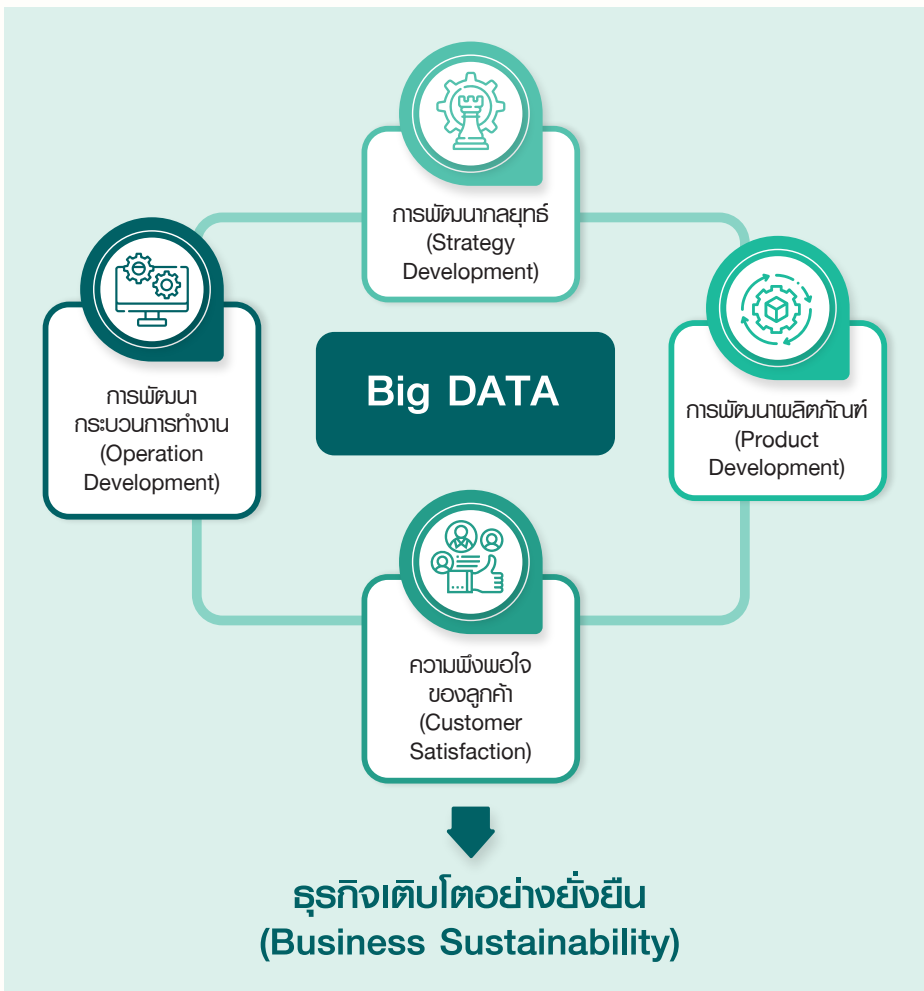 การพัฒนากลยุทธ์
(Strategy
Development)
การพัฒนา
กระบวนการทำงาน
(Operation
Development)
Big DATA
การพัฒนาผลิตภัณฑ์
(Product
Development)
ความพึงพอใจ
ของลูกค้า
(Customer
Satisfaction)
ธุรกิจเติบโตอย่างยั่งยืน
(Business Sustainability)